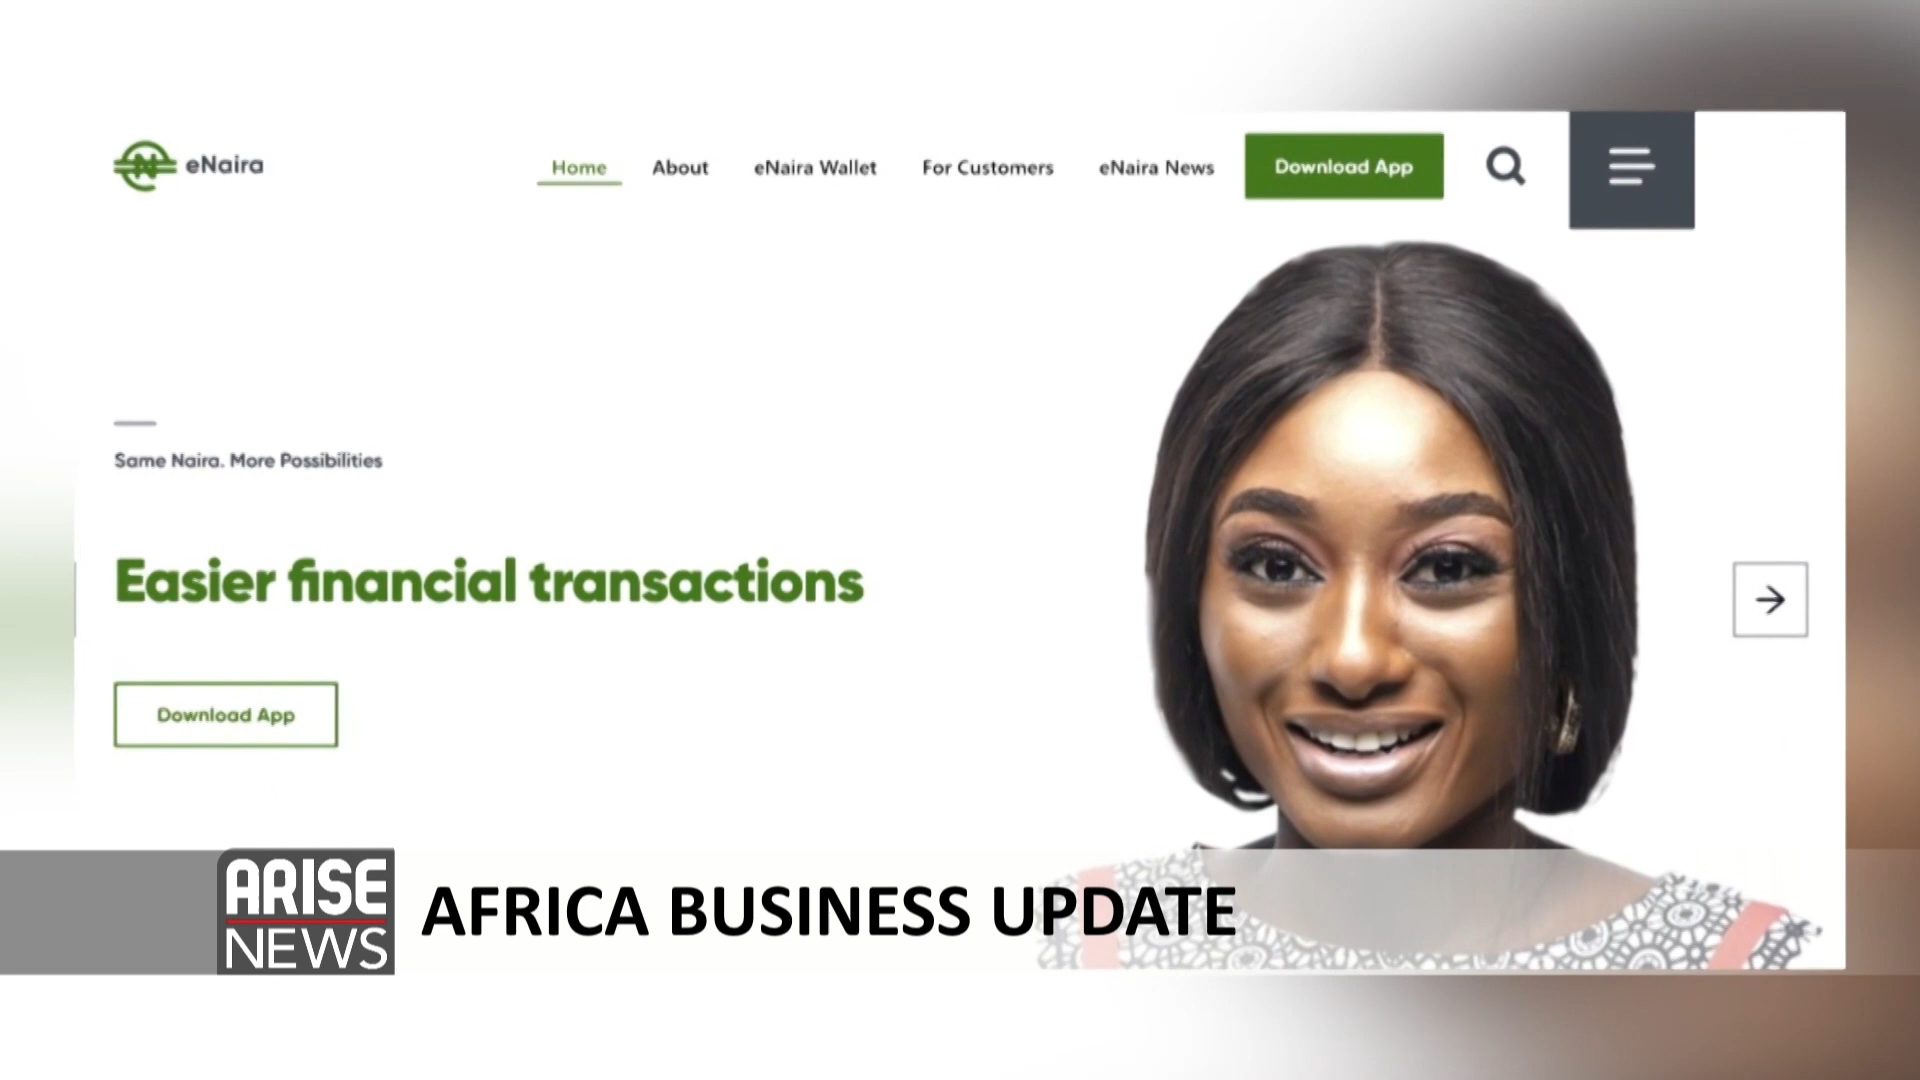 eNaira
Home About eNaira Wallet For Customers eNaira News Download App
Same Naira. More Possibilities
Easier financial transactions
Download App
ARISE
NEWS
AFRICA BUSINESS UPDATE